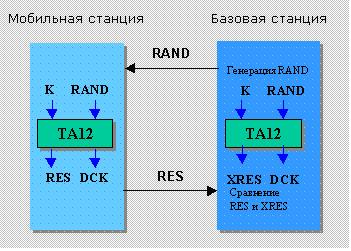 Мобильная станция Базовая станция
RAND
Генерация RAND
K RAND K RAND
TA12 TA12
RES DCK XRES DCK
RES
Сравнение
RES и XRES